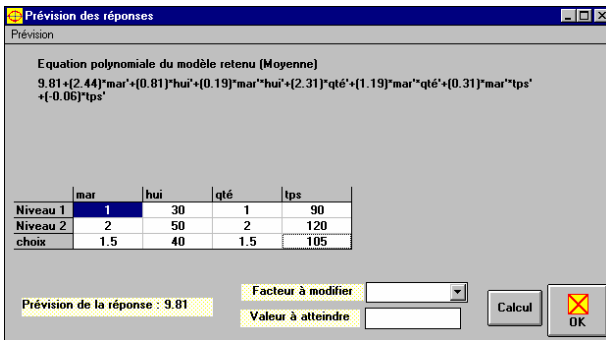 Prévision des réponses
Prévision
Equation polynomiale du modèle retenu (Moyenne)
9.81+(2.44)*mar'+(0.81)*hui'+(0.19)*mar'*hui'+(2.31)*qté'+(1.19)*mar'*qté'+(0.31)*mar'*tps'
+(-0.06)*tps'
mar hui qté tps
Niveau 1 1 30 1 90
Niveau 2 2 50 2 120
choix 1.5 40 1.5 105
Facteur à modifier
Prévision de la réponse : 9.81
Valeur à atteindre
Calcul
OK